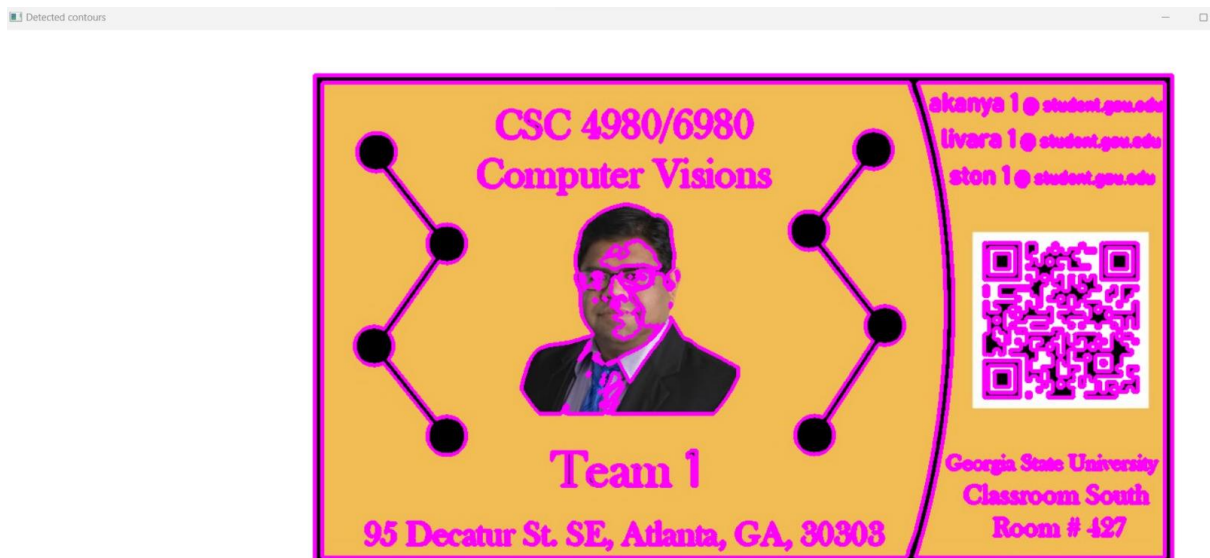 Detected contours
CSC 4980/6980
Computer Visions
Team 1
95 Decatur St. SE, Atlanta, GA, 30303
akanya 1@student.gsu.edu
livara 1@student.gsu.edu
ston 1@student.gsu.edu
Georgia State University
Classroom South
Room # 427